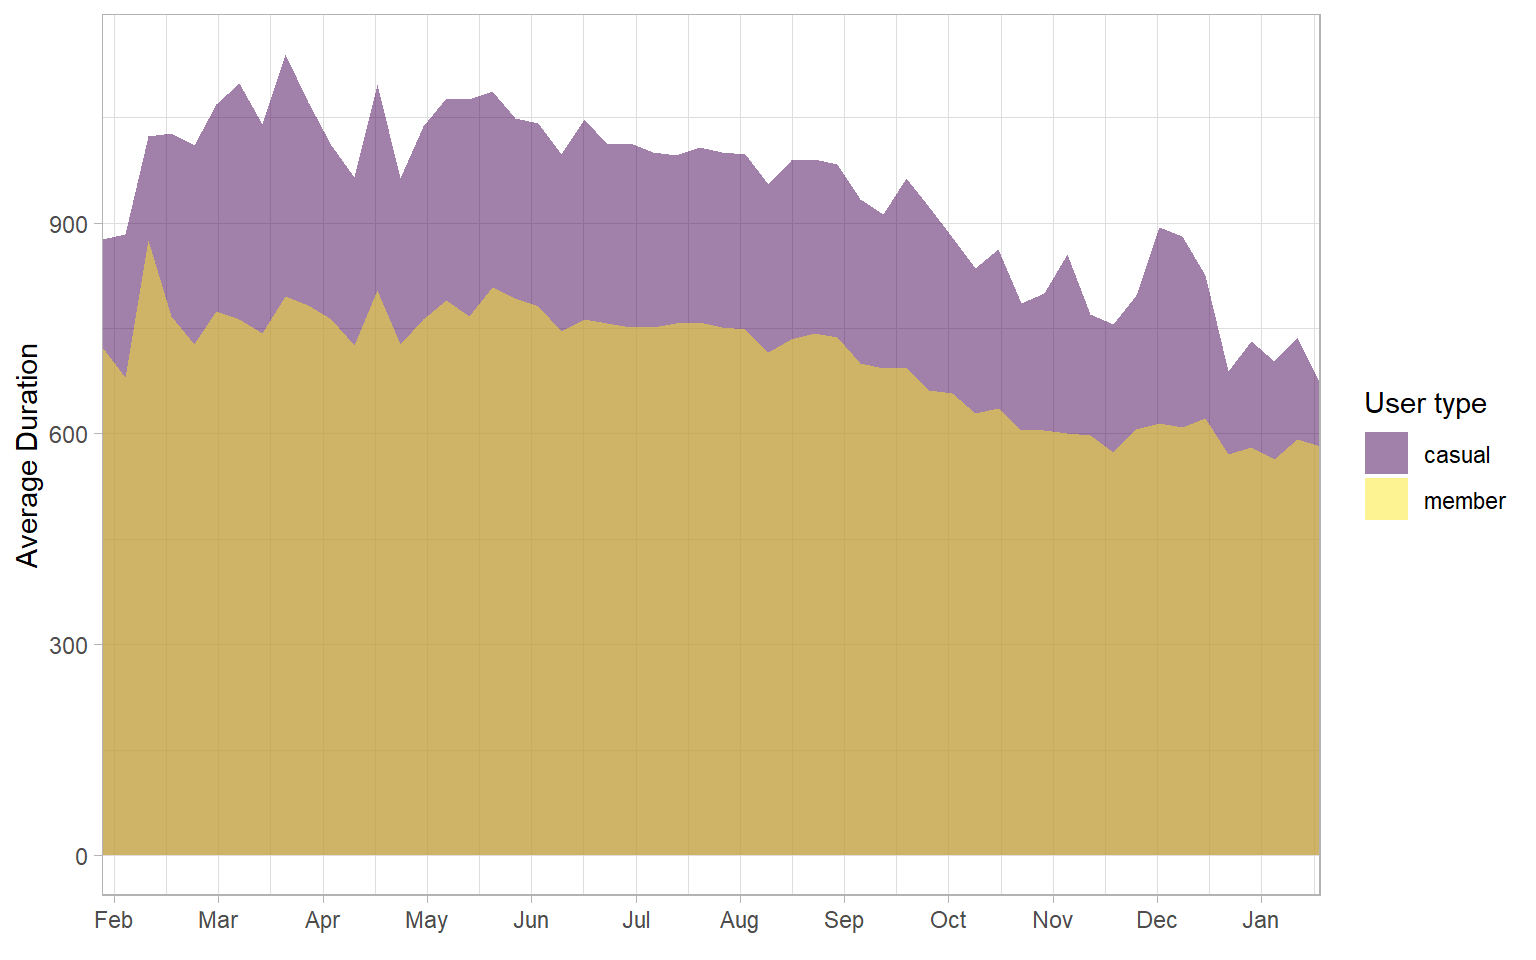 Average Duration
900
600
300
0
Feb Mar Apr May Jun Jul Aug Sep Oct Nov Dec Jan
User type
casual
member